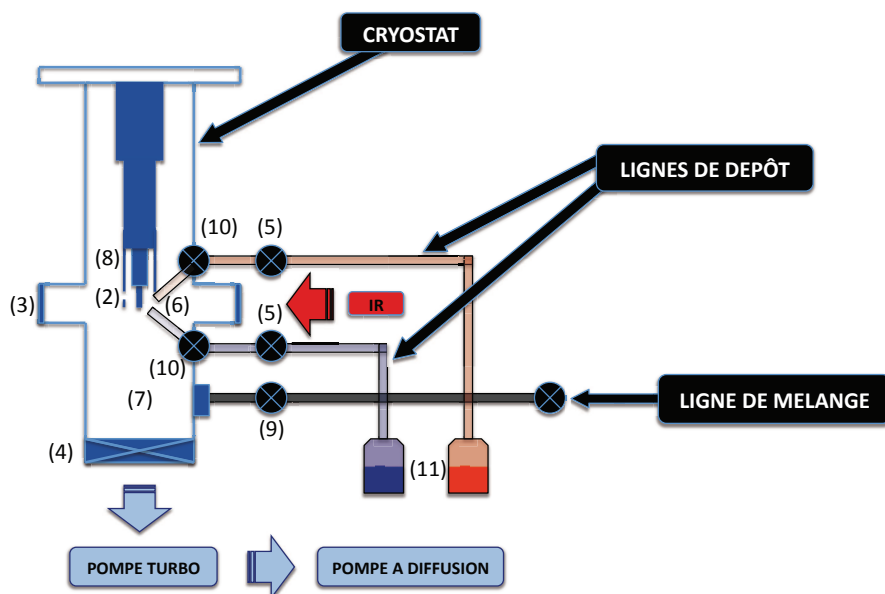 CRYOSTAT
LIGNES DE DEPÔT
(10)
(5)
(8)
(3)
(2)
(6)
IR
(5)
(10)
(7)
LIGNE DE MELANGE
(9)
(4)
(11)
POMPE TURBO
POMPE A DIFFUSION